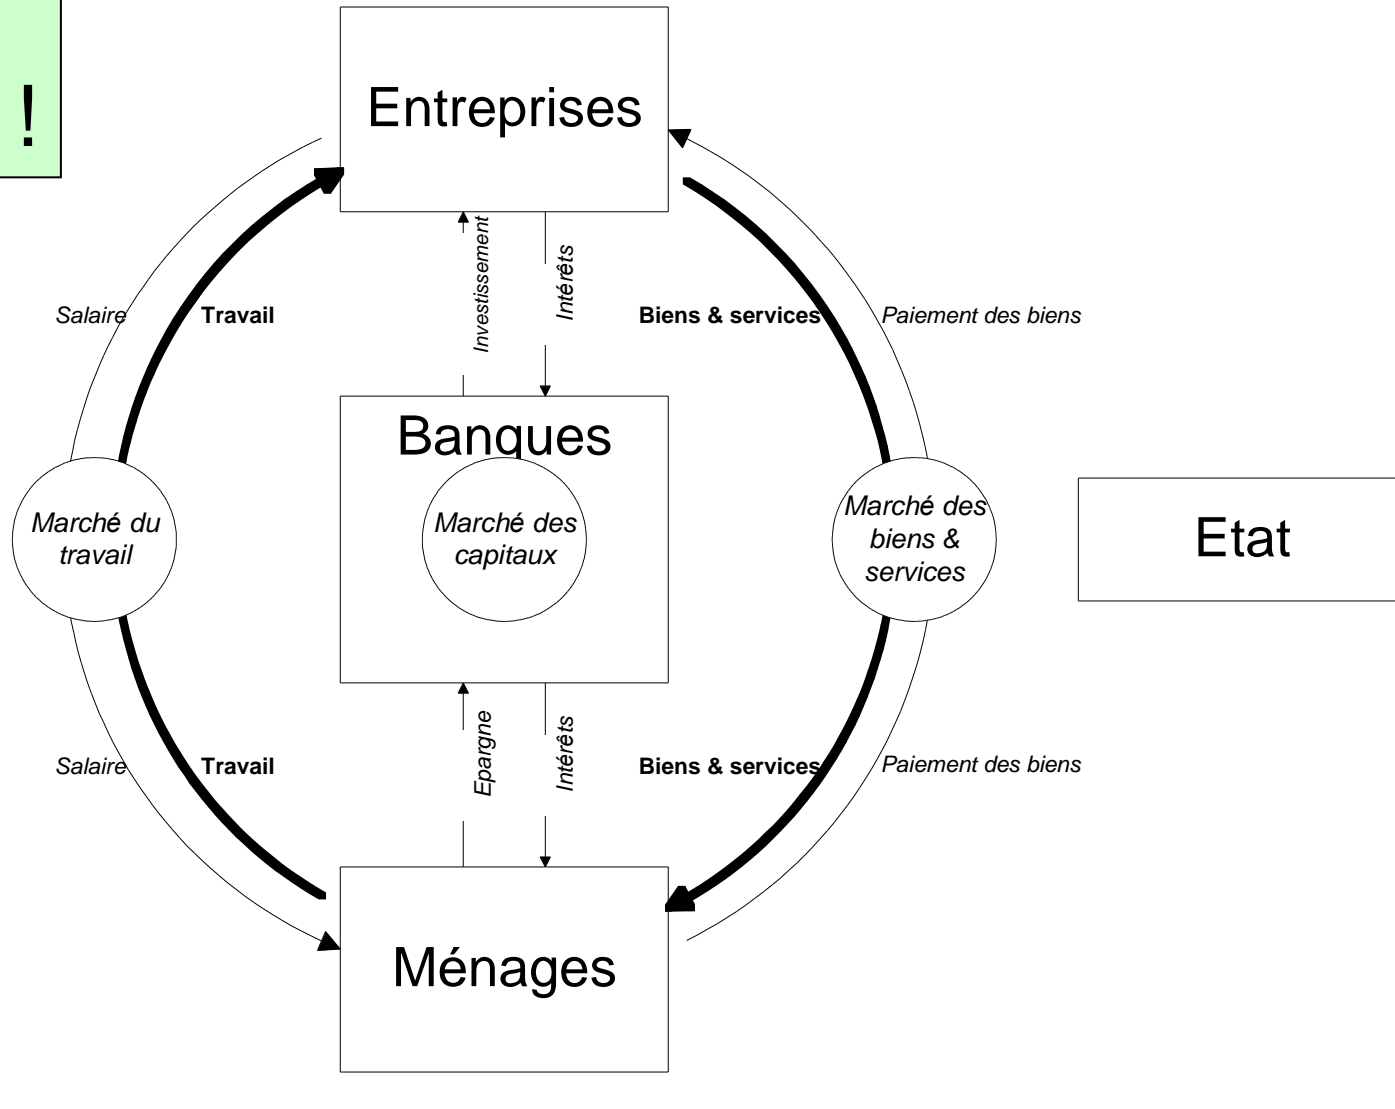 !
Entreprises
Investissement
Intérêts
Salaire
Travail
Biens & services
Paiement des biens
Banques
Marché du
travail
Marché des
capitaux
Marché des
biens &
services
Etat
Epargne
Intérêts
Salaire
Travail
Biens & services
Paiement des biens
Ménages